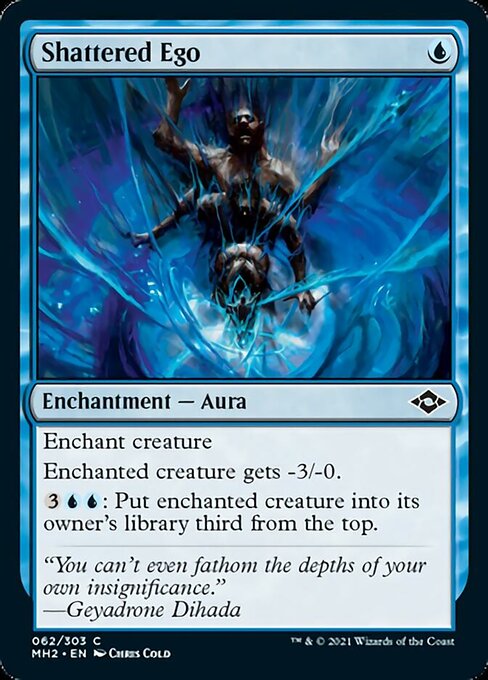 Shattered Ego
Enchantment — Aura
Enchant creature
Enchanted creature gets -3/-0.
3: Put enchanted creature into its
owner's library third from the top.
"You can't even fathom the depths of your
own insignificance."
—Geyadrone Dihada
062/303 C
MH2 • EN Chris Cold
™ & © 2021 Wizards of the Coast